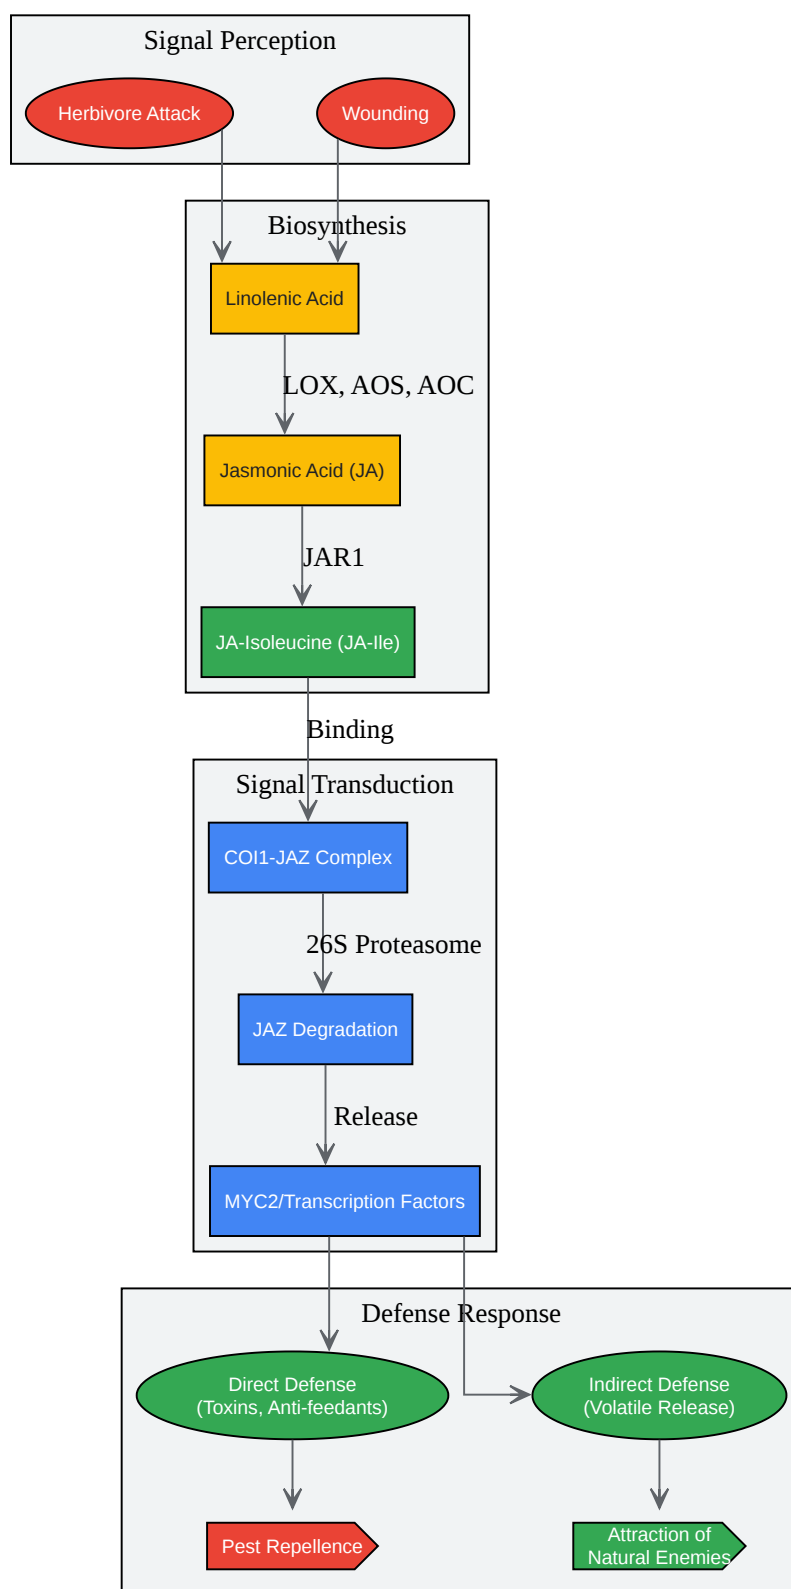 Signal Perception
Herbivore Attack
Wounding
Biosynthesis
Linolenic Acid
LOX, AOS, AOC
Jasmonic Acid (JA)
JAR1
JA-Isoleucine (JA-Ile)
Binding
Signal Transduction
COI1-JAZ Complex
26S Proteasome
JAZ Degradation
Release
MYC2/Transcription Factors
Defense Response
Direct Defense
(Toxins, Anti-feedants)
Indirect Defense
(Volatile Release)
Pest Repellence
Attraction of
Natural Enemies